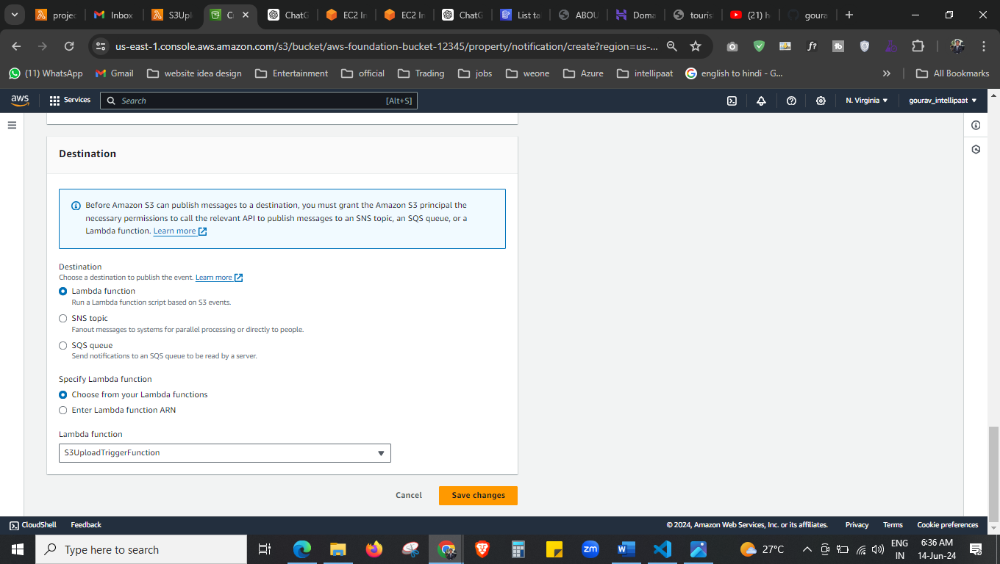 projec
Inbox
S3Upl
C
ChatG
EC2 In
EC2 In
ChatG
List ta
ABOU
Doma
touris
(21) h
goura
us-east-1.console.aws.amazon.com/s3/bucket/aws-foundation-bucket-12345/property/notification/create?region=us-...
(11) WhatsApp
Gmail
website idea design
Entertainment
official
Trading
jobs
weone
Azure
intellipaat
english to hindi - G...
All Bookmarks
aws
Services
Search
[Alt+S]
N. Virginia
gourav_intellipaat
Destination
Before Amazon S3 can publish messages to a destination, you must grant the Amazon S3 principal the
necessary permissions to call the relevant API to publish messages to an SNS topic, an SQS queue, or a
Lambda function. Learn more
Destination
Choose a destination to publish the event. Learn more
Lambda function
Run a Lambda function script based on S3 events.
SNS topic
Fanout messages to systems for parallel processing or directly to people.
SQS queue
Send notifications to an SQS queue to be read by a server.
Specify Lambda function
Choose from your Lambda functions
Enter Lambda function ARN
Lambda function
S3UploadTriggerFunction
Cancel
Save changes
CloudShell
Feedback
© 2024, Amazon Web Services, Inc. or its affiliates.
Privacy
Terms
Cookie preferences
Type here to search
27°C
ENG
IN
6:36 AM
14-Jun-24